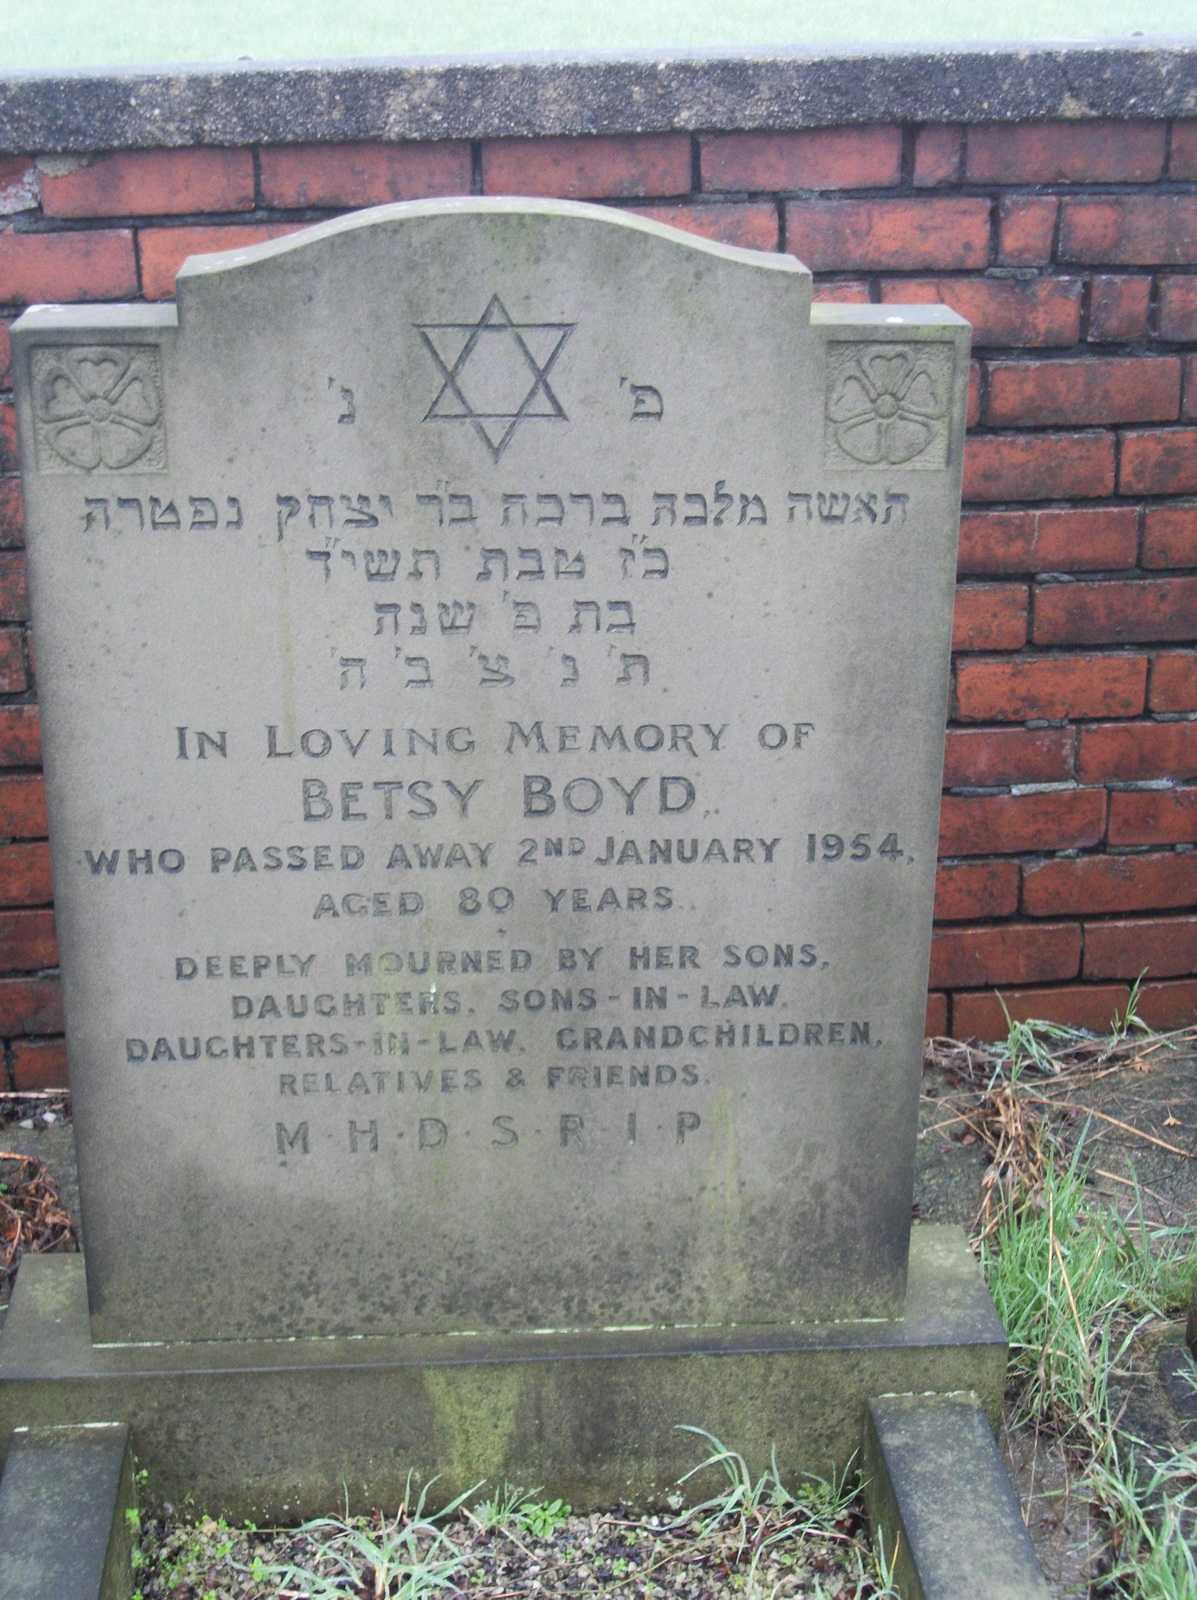 פ' נ'
האשה מלכה ברכה ב"ר יצחק נפטרה
כ"ז טבת תשי"ד
בת פ' שנה
ת' נ' צ' ב' ה'
IN LOVING MEMORY OF
BETSY BOYD,
WHO PASSED AWAY 2ND JANUARY 1954,
AGED 80 YEARS.
DEEPLY MOURNED BY HER SONS,
DAUGHTERS, SONS-IN-LAW,
DAUGHTERS-IN-LAW, GRANDCHILDREN,
RELATIVES & FRIENDS.
M·H·D·S·R·I·P